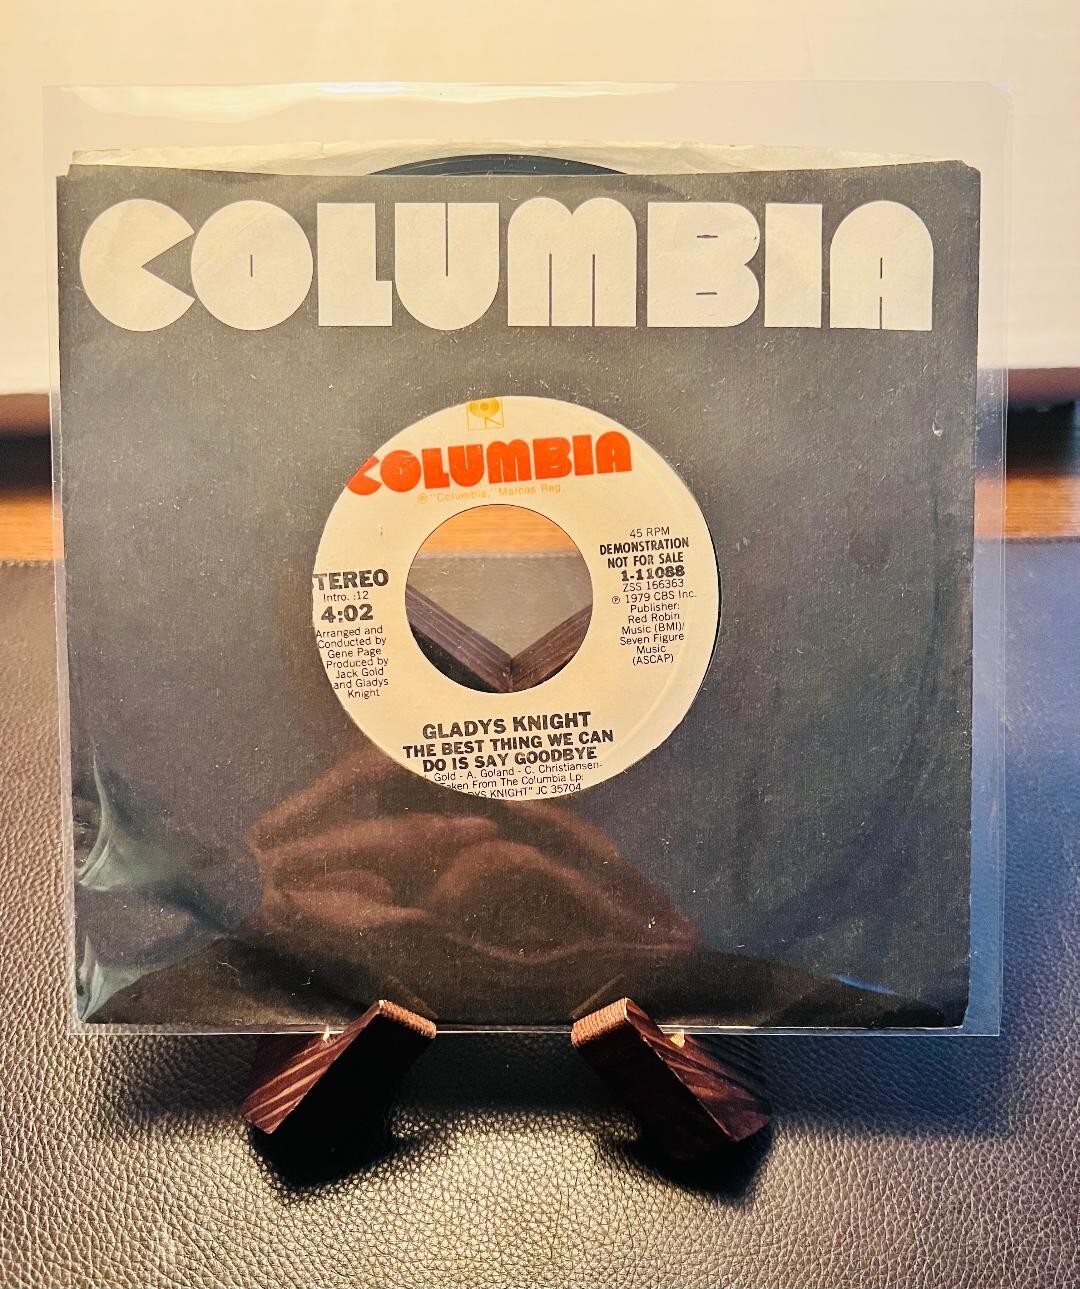 COLUMBIA
COLUMBIA
®"Columbia," Marcas Reg.
45 RPM
DEMONSTRATION
NOT FOR SALE
1-11088
ZSS 166363
℗ 1979 CBS Inc.
Publisher:
Red Robin
Music (BMI)/
Seven Figure
Music
(ASCAP)
TEREO
Intro. :12
4:02
Arranged and
Conducted by
Gene Page
Produced by
Jack Gold
and Gladys
Knight
GLADYS KNIGHT
THE BEST THING WE CAN
DO IS SAY GOODBYE
Gold - A. Goland - C. Christiansen-
aken From The Columbia Lp:
DYS KNIGHT" JC 35704